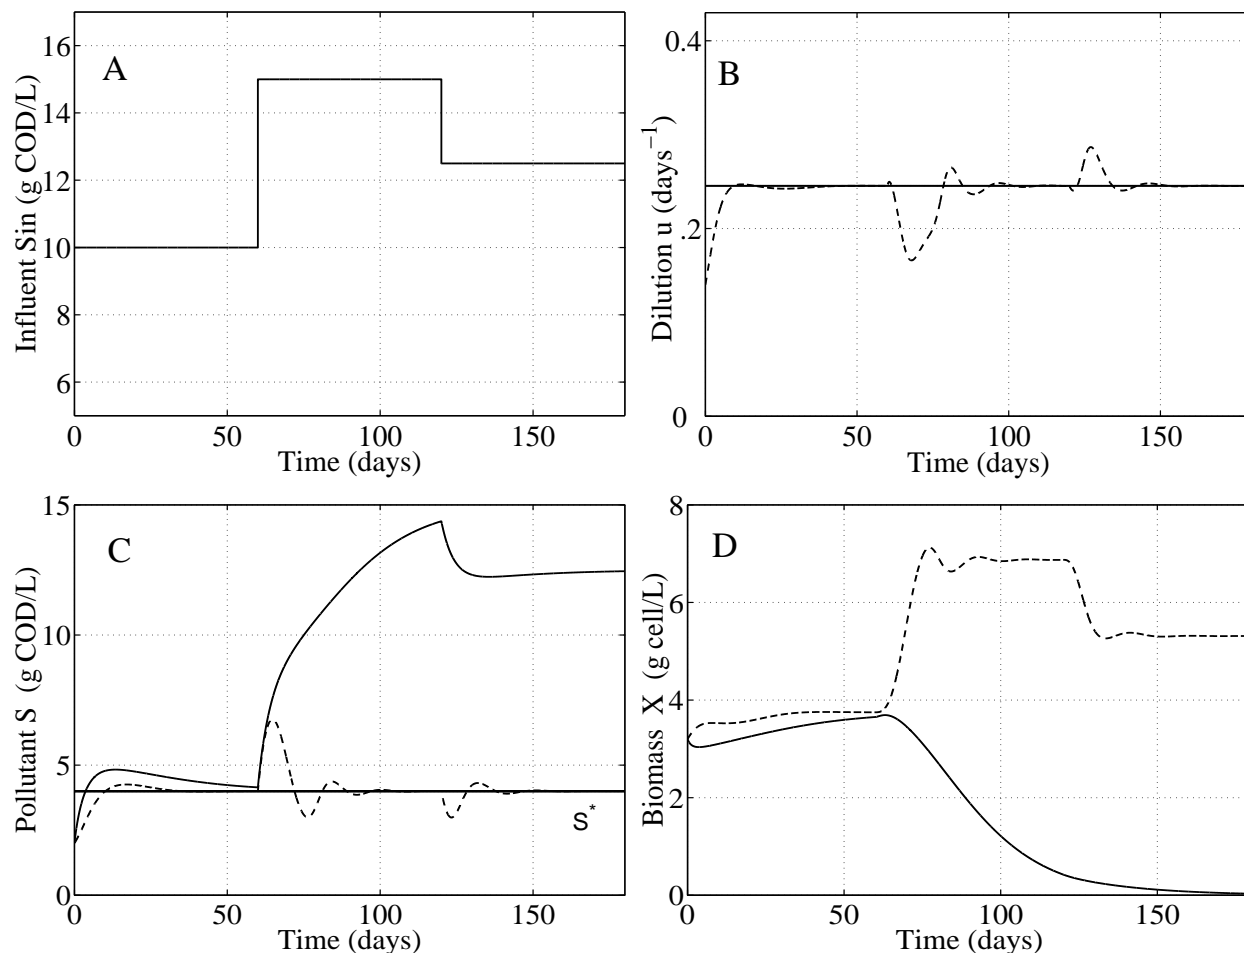 A
Influent Sin (g COD/L)
16
14
12
10
8
6
0
50
100
150
Time (days)
B
Dilution u (days⁻¹)
0.4
.2
0
0
50
100
150
Time (days)
C
Pollutant S (g COD/L)
15
10
5
0
S*
0
50
100
150
Time (days)
D
Biomass X (g cell/L)
8
6
4
2
0
0
50
100
150
Time (days)